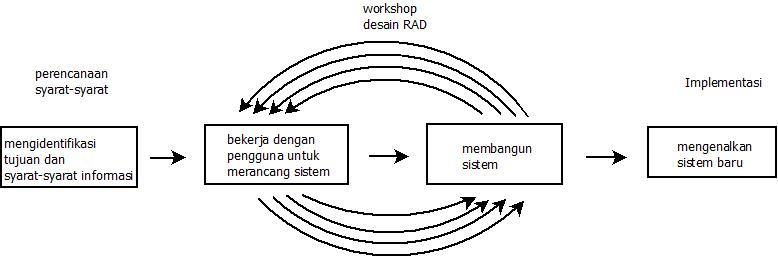 workshop
desain RAD
perencanaan
syarat-syarat
Implementasi
mengidentifikasi
tujuan dan
syarat-syarat informasi
bekerja dengan
pengguna untuk
merancang sistem
membangun
sistem
mengenalkan
sistem baru